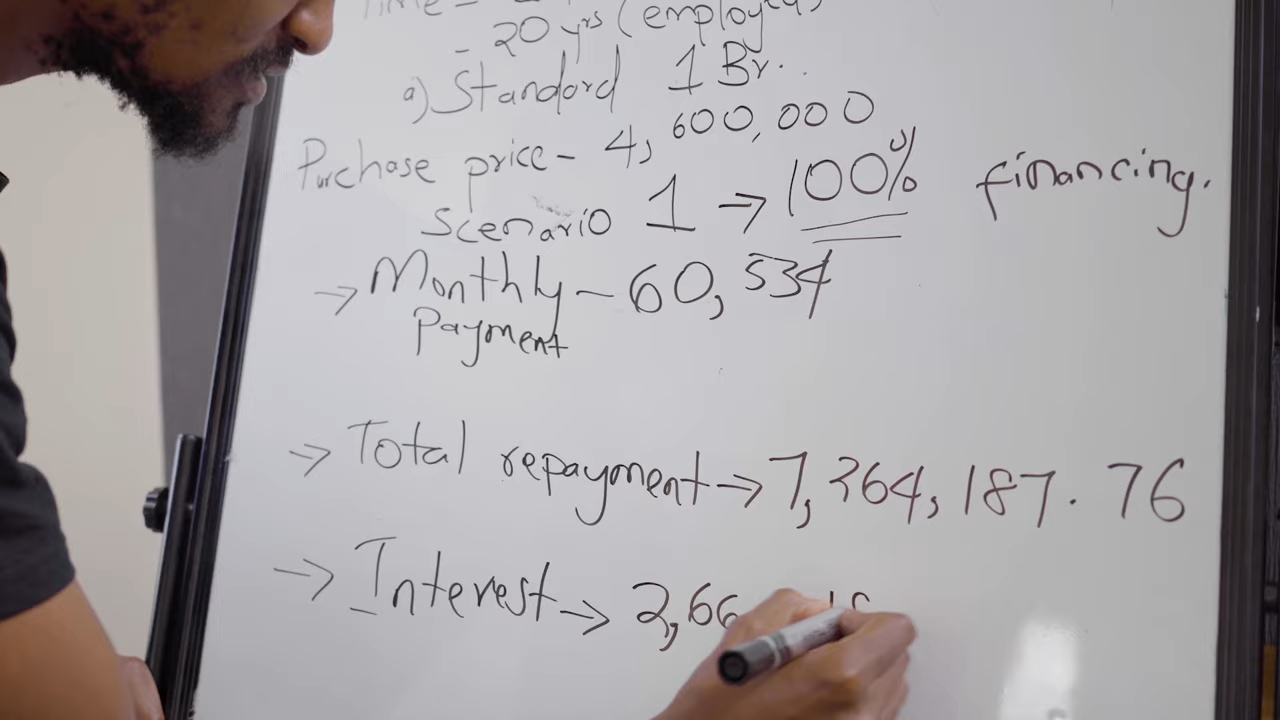 Time -
- 20 yrs (employed)
a) Standard 1 Br.
Purchase price - 4,600,000
Scenario 1 → 100% financing.
→ Monthly - 60,534
payment
→ Total repayment → 7,364,187.76
→ Interest → 2,66